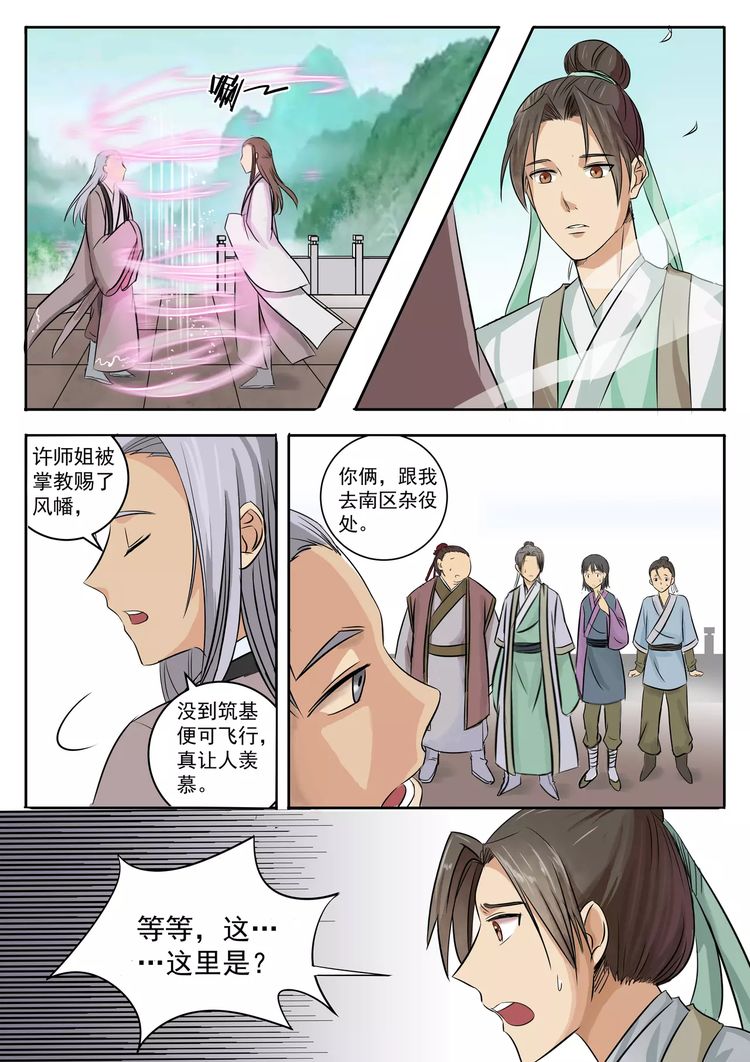 唰～
许师姐被
掌教赐了
风幡，
没到筑基
便可飞行，
真让人羡
慕。
你俩，跟我
去南区杂役
处。
等等，这……
……这里是？